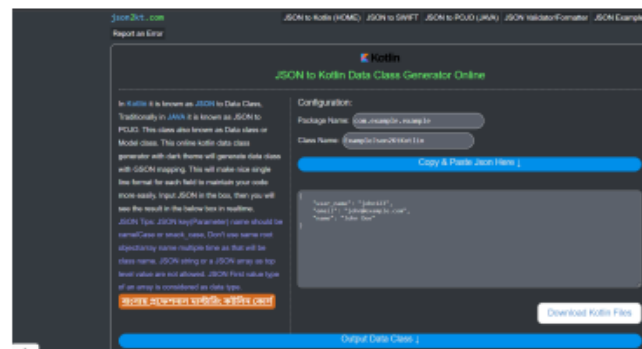 json2kt.com
JSON to Kotlin (HOME) JSON to SWIFT JSON to POJO (JAVA) JSON Validator/Formatter JSON Example
Report an Error
Kotlin
JSON to Kotlin Data Class Generator Online
In Kotlin it is known as JSON to Data Class,
Traditionally in JAVA it is known as JSON to
POJO. This class also known as Data class or
Model class. This online kotlin data class
generator with dark theme will generate data class
with GSON mapping. This will make nice single
line format for each field to maintain your code
more easily. Input JSON in the box, then you will
see the result in the below box in realtime.
JSON Tips: JSON key(Parameter) name should be
camelCase or snack_case, Don't use same root
object/array name multiple time as that will be
class name. JSON string or a JSON array as top
level value are not allowed. JSON First value type
of an array is considered as data type.
বাংলায় প্রফেশনাল মাস্টারিং কটলিন কোর্স
Configuration:
Package Name: com.example.example
Class Name: ExampleJson2KtKotlin
Copy & Paste Json Here ↓
{
"user_name": "john123",
"email": "john@example.com",
"name": "John Doe"
}
Download Kotlin Files
Output Data Class ↓